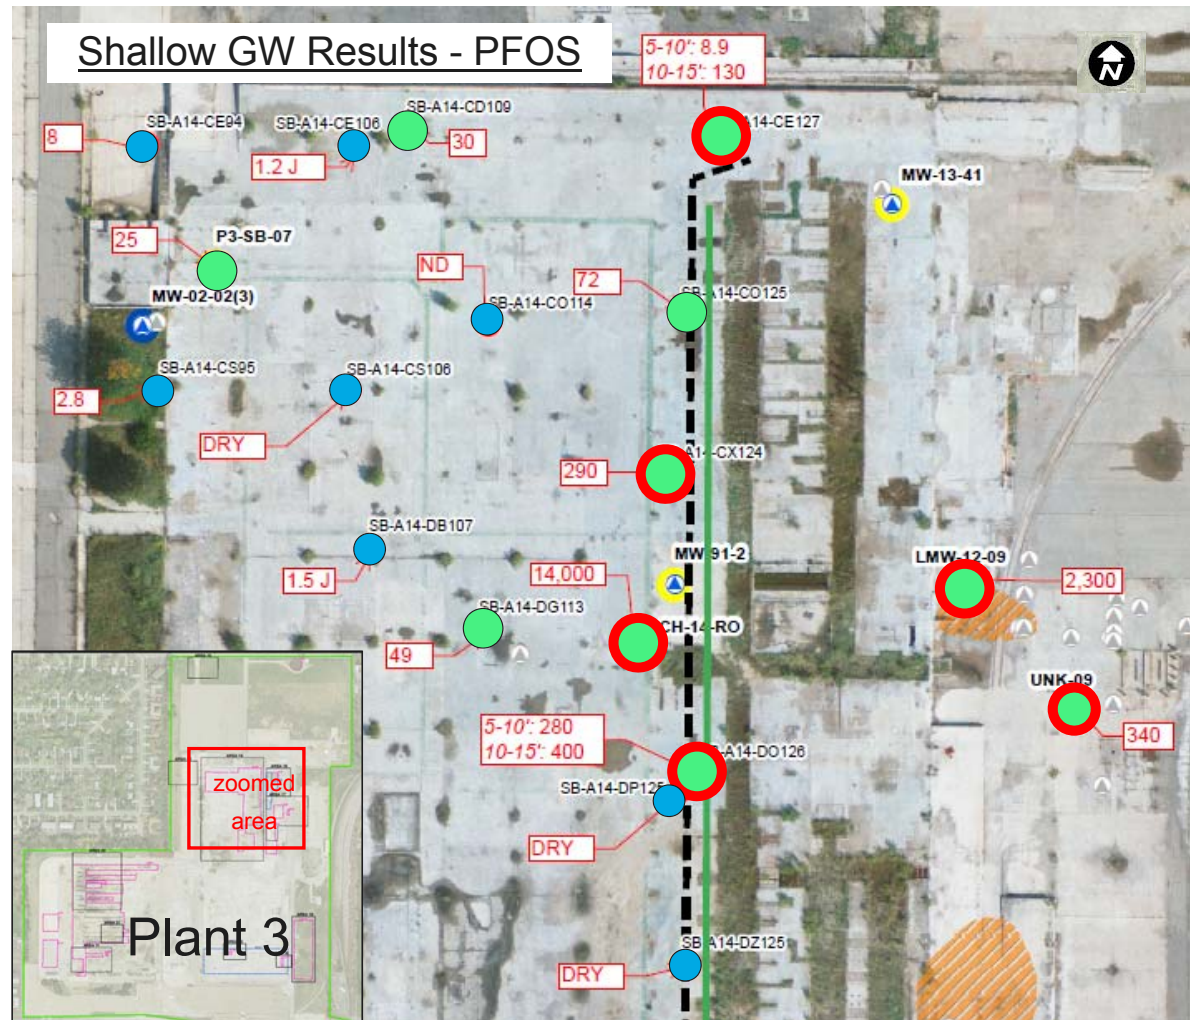 Shallow GW Results - PFOS
5-10': 8.9
10-15': 130
N
SB-A14-CE94
8
SB-A14-CE106
1.2 J
SB-A14-CD109
30
A14-CE127
MW-13-41
25
P3-SB-07
MW-02-02(3)
ND
SB-A14-CO114
72
SB-A14-CO125
SB-A14-CS95
2.8
SB-A14-CS106
DRY
A14-CX124
290
SB-A14-DB107
1.5 J
MW-91-2
14,000
LMW-12-09
2,300
SB-A14-DG113
49
CH-14-RO
UNK-09
340
5-10': 280
10-15': 400
B-A14-DO126
SB-A14-DP125
DRY
SB-A14-DZ125
DRY
zoomed
area
Plant 3